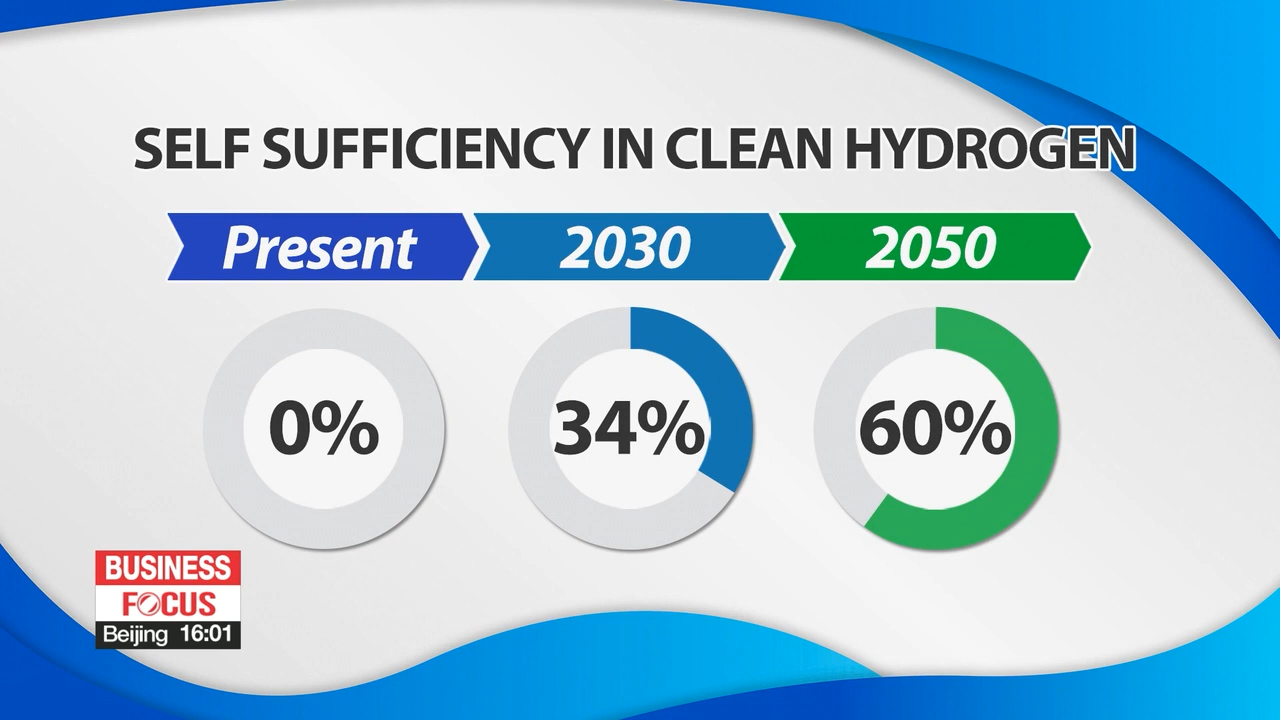 SELF SUFFICIENCY IN CLEAN HYDROGEN
Present 2030 2050
0% 34% 60%
BUSINESS
FOCUS
Beijing 16:01